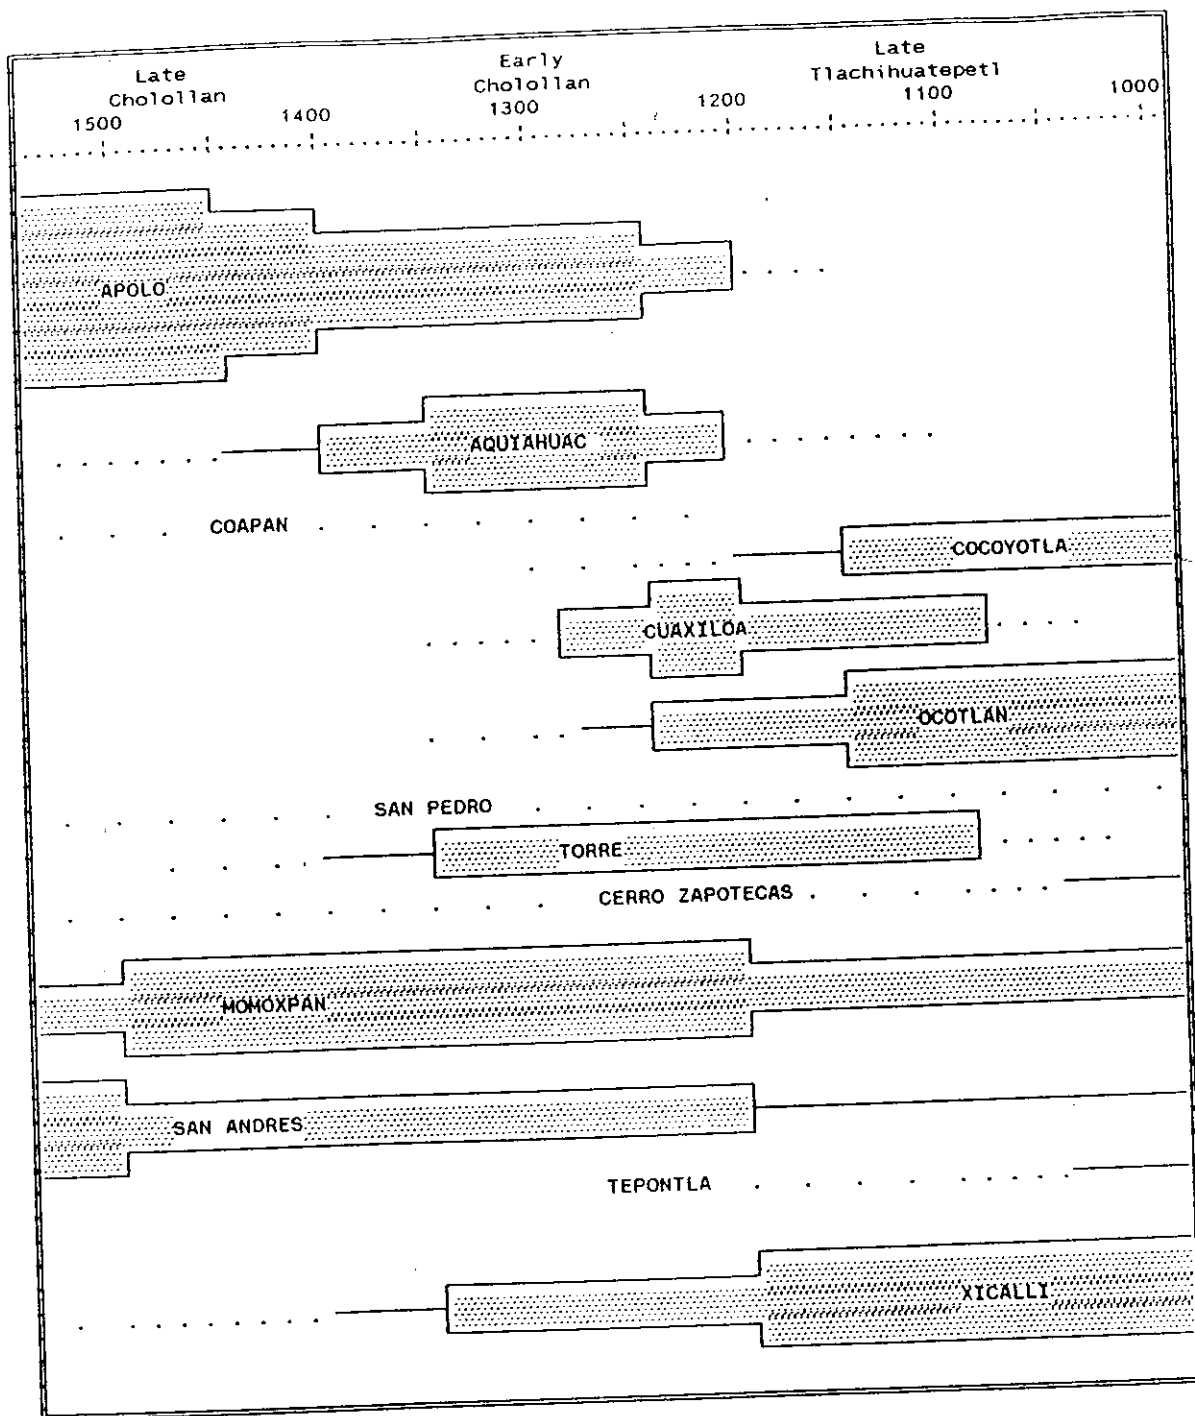 Late
Cholollan
Early
Cholollan
Late
Tlachihuatepetl
1500 1400 1300 1200 1100 1000
APOLO
AQUIAHUAC
COAPAN
COCOYOTLA
CUAXILOA
OCOTLAN
SAN PEDRO
TORRE
CERRO ZAPOTECAS
MOMOXPAN
SAN ANDRES
TEPONTLA
XICALLI